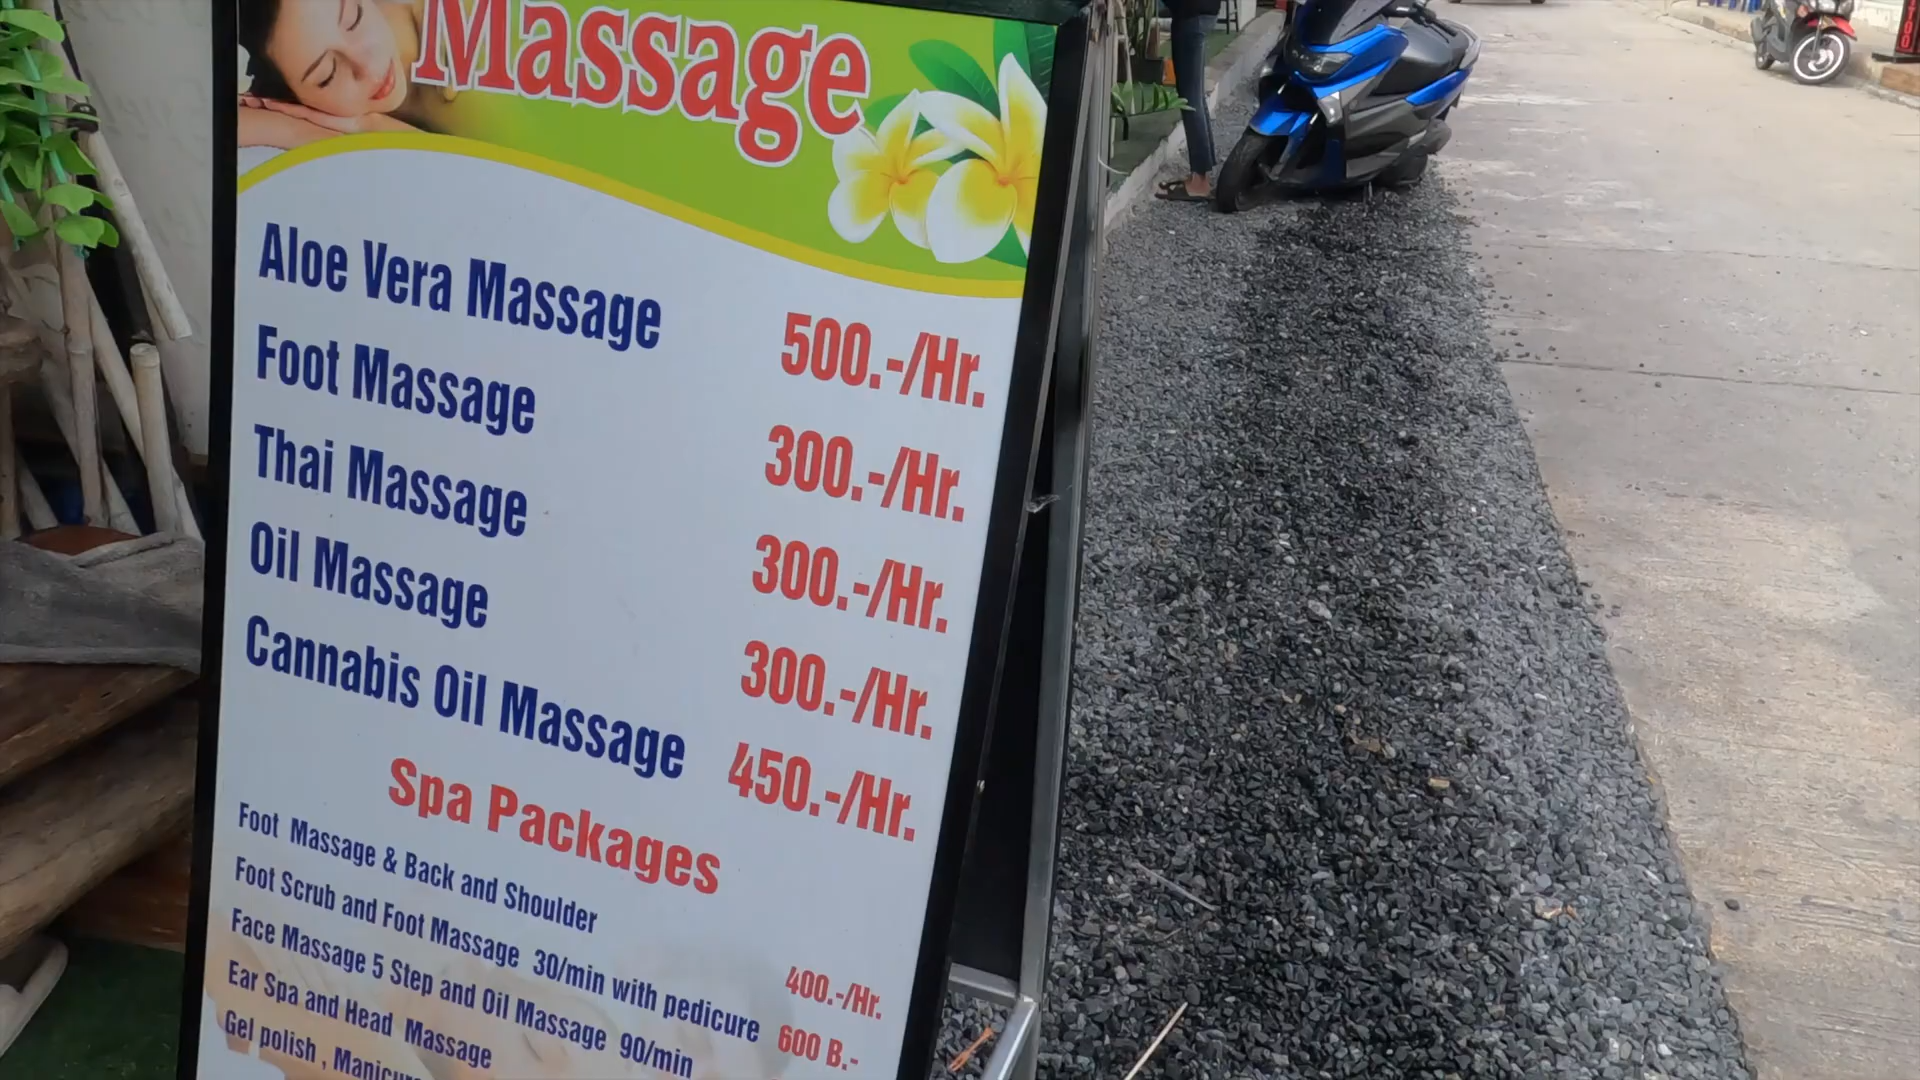 Massage
Aloe Vera Massage 500.-/Hr.
Foot Massage 300.-/Hr.
Thai Massage 300.-/Hr.
Oil Massage 300.-/Hr.
Cannabis Oil Massage 450.-/Hr.
Spa Packages
Foot Massage & Back and Shoulder 400.-/Hr.
Foot Scrub and Foot Massage 30/min with pedicure 600 B.-
Face Massage 5 Step and Oil Massage 90/min
Ear Spa and Head Massage
Gel polish ,